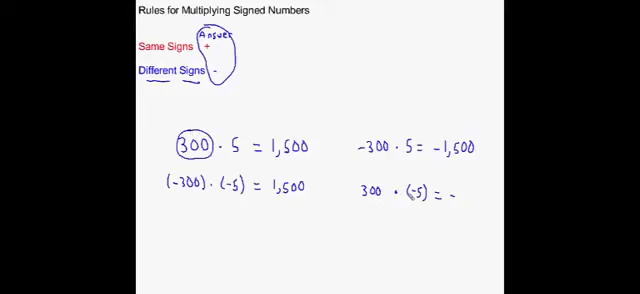 Rules for Multiplying Signed Numbers
Answer
Same Signs +
Different Signs -
300 · 5 = 1,500
-300 · 5 = -1,500
(-300) · (-5) = 1,500
300 · (-5) = -